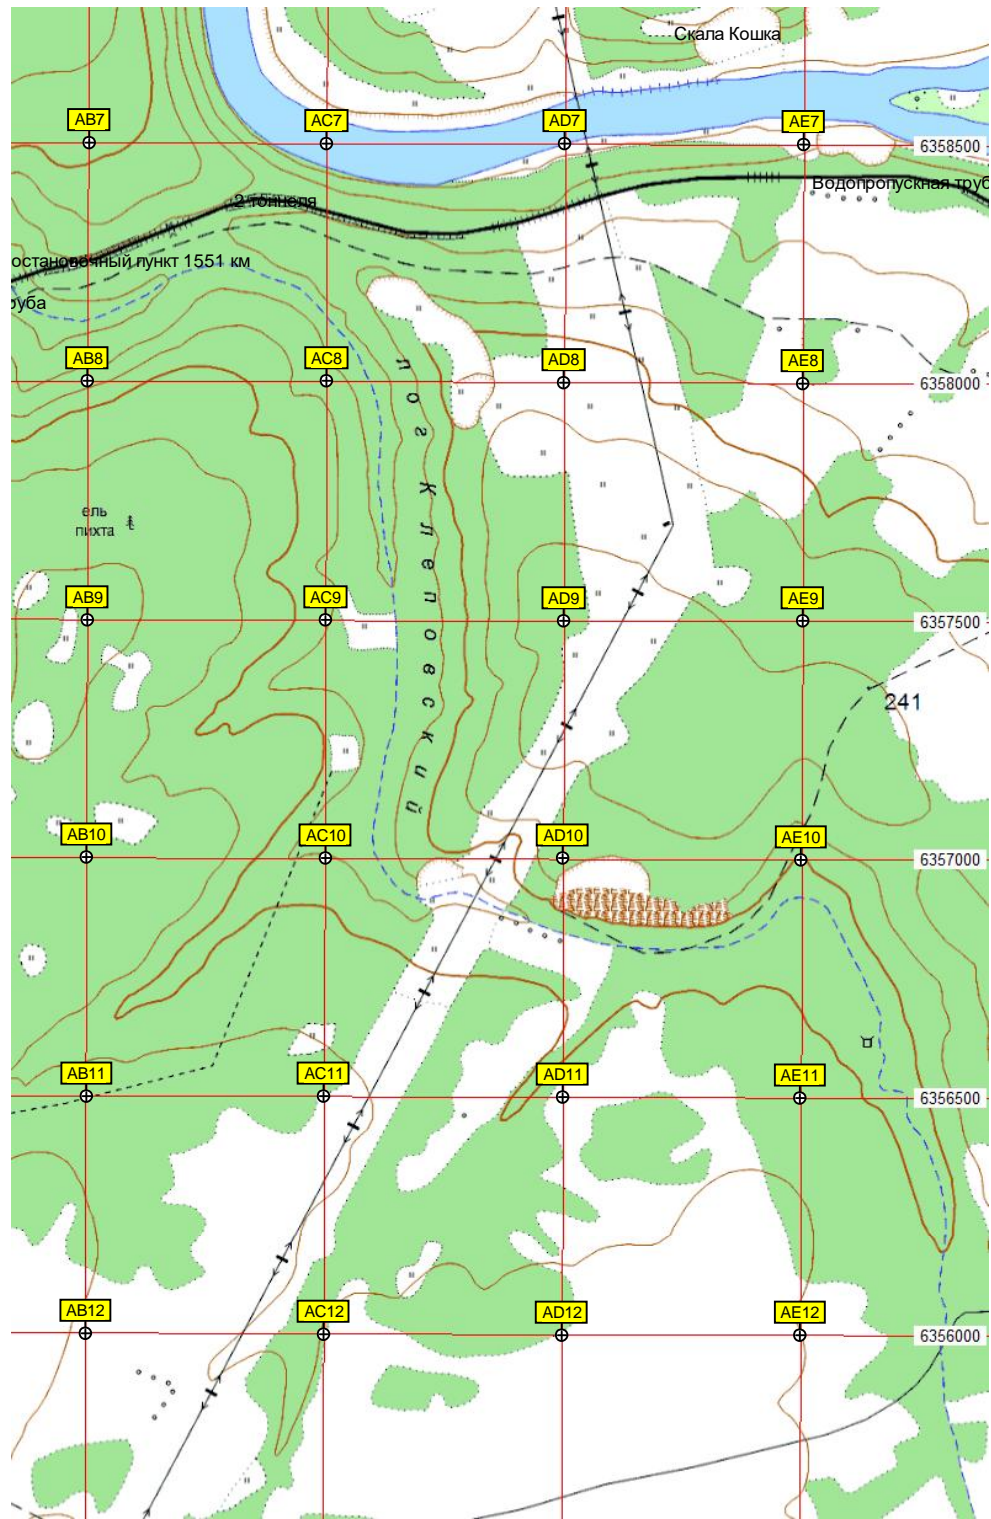 Скала Кошка
AB7
AC7
AD7
AE7
6358500
Водопропускная труб
2 тоннеля
остановочный пункт 1551 км
руба
AB8
AC8
AD8
AE8
6358000
лог Клеповский
ель
пихта
AB9
AC9
AD9
AE9
6357500
241
AB10
AC10
AD10
AE10
6357000
AB11
AC11
AD11
AE11
6356500
AB12
AC12
AD12
AE12
6356000